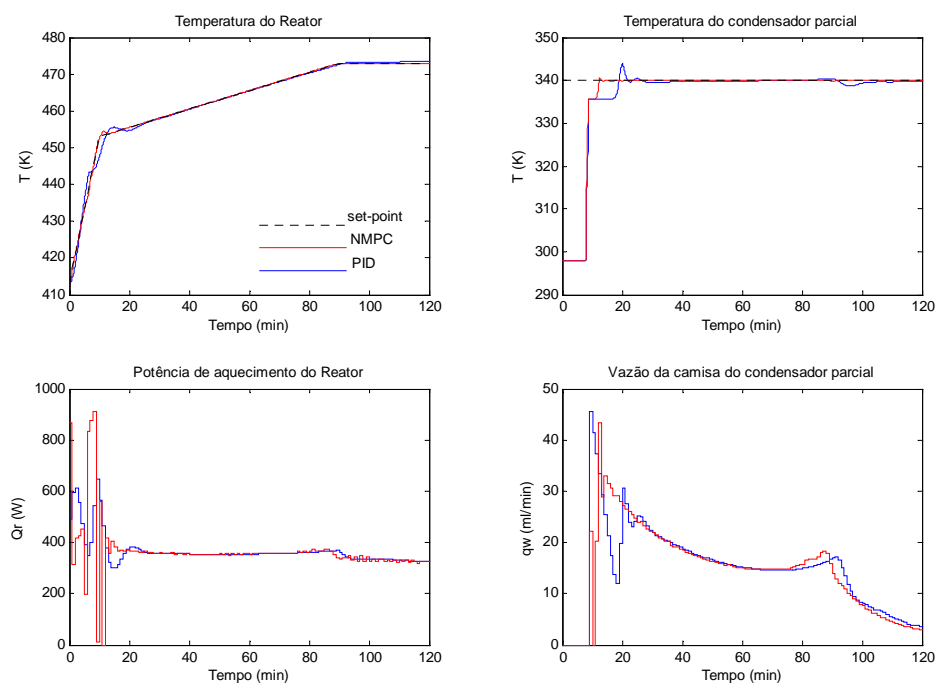 Temperatura do Reator
480
470
460
450
440
430
420
410
T (K)
0 20 40 60 80 100 120
Tempo (min)
set-point
NMPC
PID
Temperatura do condensador parcial
350
340
330
320
310
300
290
T (K)
0 20 40 60 80 100 120
Tempo (min)
Potência de aquecimento do Reator
1000
800
600
400
200
0
Qr (W)
0 20 40 60 80 100 120
Tempo (min)
Vazão da camisa do condensador parcial
50
40
30
20
10
0
qw (ml/min)
0 20 40 60 80 100 120
Tempo (min)